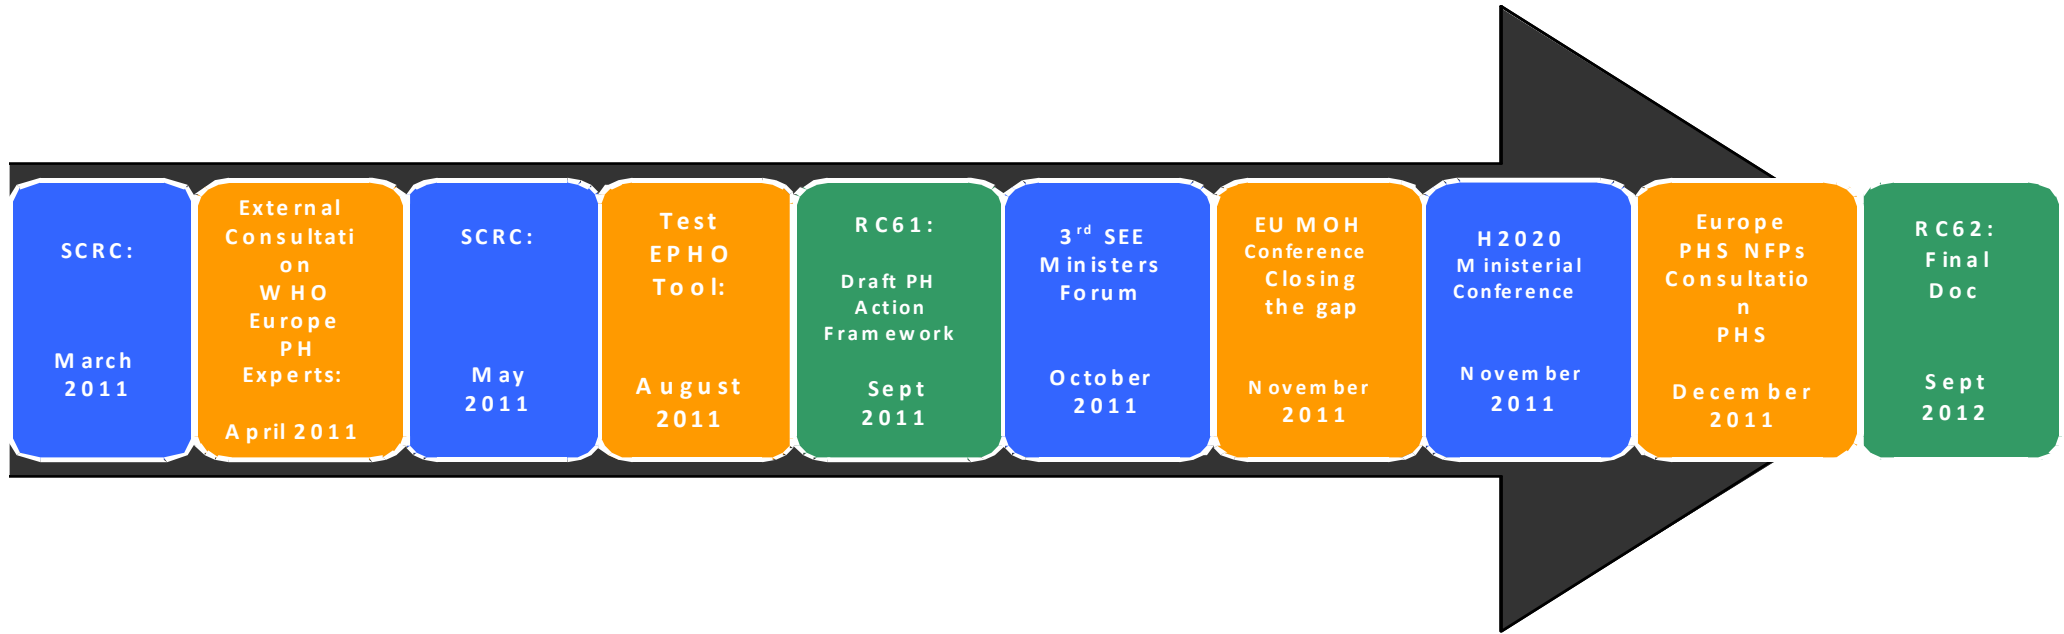 SCRC:
March
2011
External
Consultati
on
WHO
Europe
PH
Experts:
April 2011
SCRC:
May
2011
Test
EPHO
Tool:
August
2011
RC61:
Draft PH
Action
Framework
Sept
2011
3rd SEE
Ministers
Forum
October
2011
EU MOH
Conference
Closing
the gap
November
2011
H2020
Ministerial
Conference
November
2011
Europe
PHS NFPs
Consultatio
n
PHS
December
2011
RC62:
Final
Doc
Sept
2012